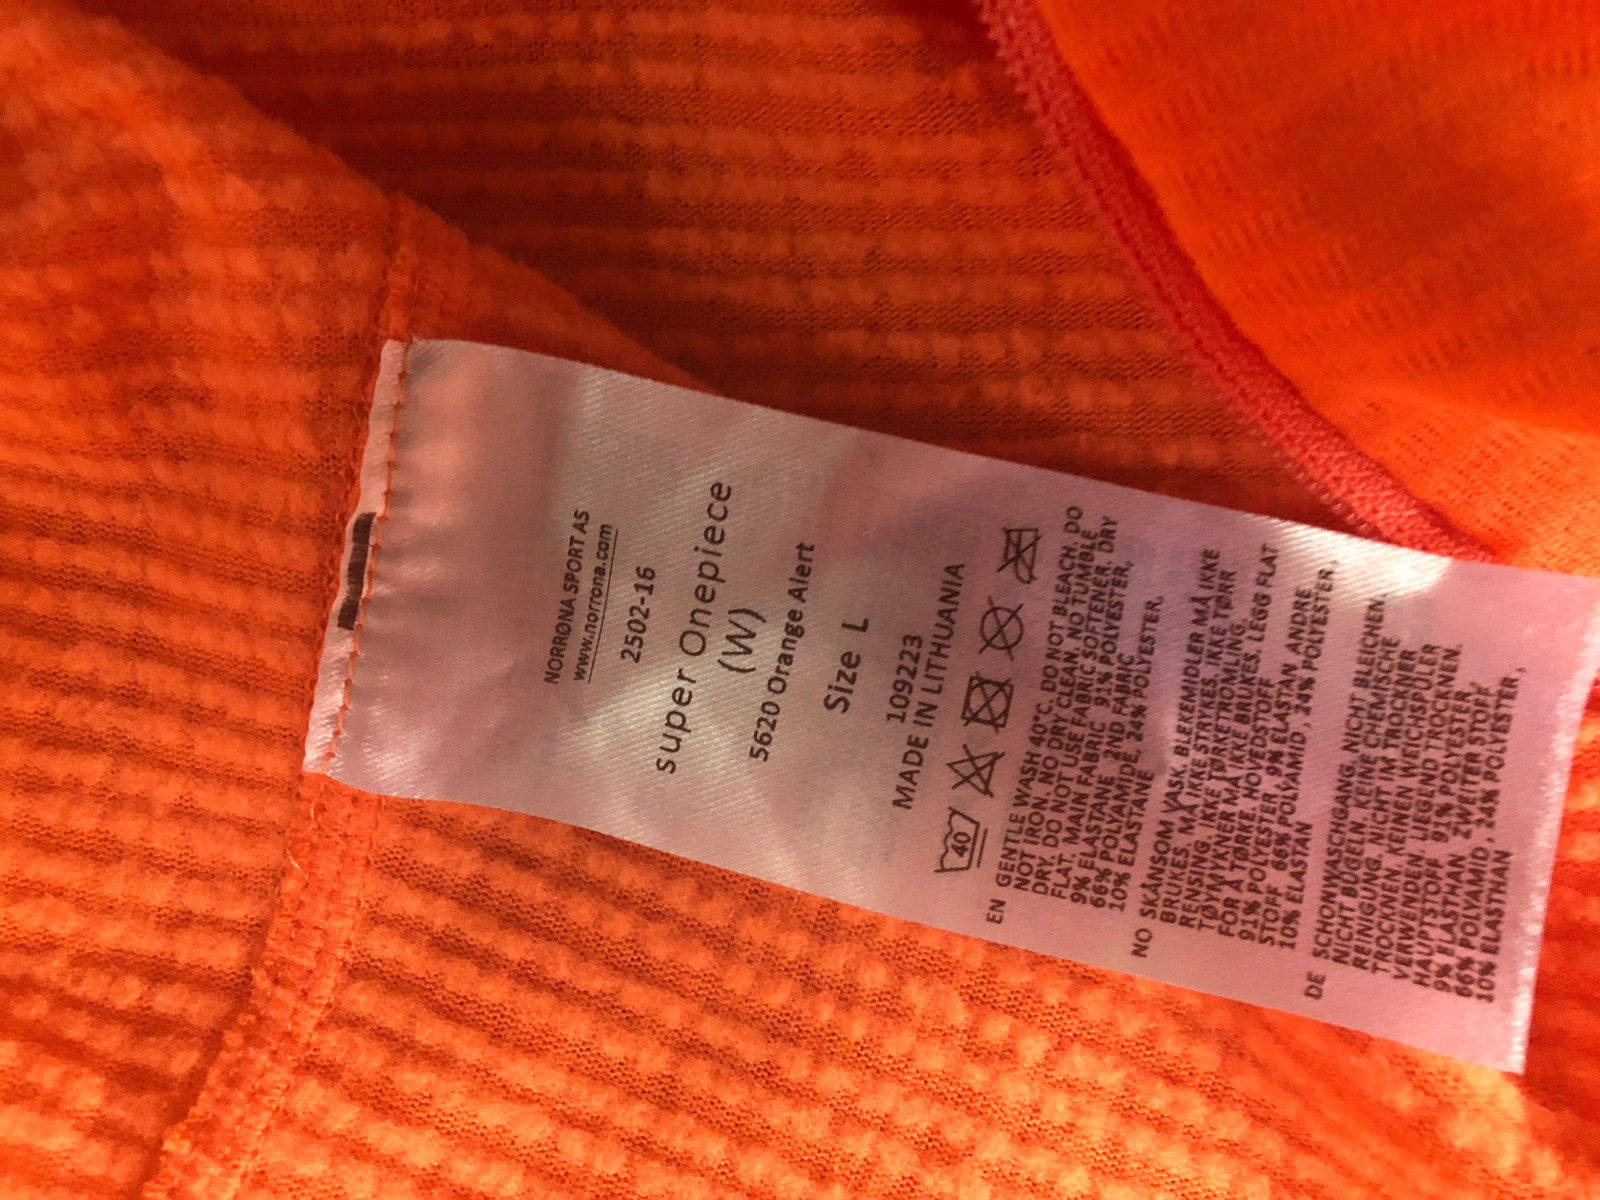 NORRONA SPORT AS
www.norrona.com
2502-16
super Onepiece
(W)
5620 Orange Alert
Size L
109223
MADE IN LITHUANIA
40
EN GENTLE WASH 40°C. DO NOT BLEACH. DO
NOT IRON. NO DRY CLEAN. NO TUMBLE
DRY. DO NOT USE FABRIC SOFTENER. DRY
FLAT. MAIN FABRIC 91% POLYESTER,
9% ELASTANE 2ND FABRIC
66% POLYAMIDE, 24% POLYESTER,
10% ELASTANE
NO SKÅNSOM VASK. BLEKEMIDLER MÅ IKKE
BRUKES. MÅ IKKE STRYKES. IKKE TØRR
RENSING. IKKE TØRKETROMLING.
TØYMYKNER MÅ IKKE BRUKES. LEGG FLAT
FOR Å TØRKE. HOVEDSTOFF
91% POLYESTER, 9% ELASTAN ANDRE
STOFF 66% POLYAMID, 24% POLYESTER,
10% ELASTAN
DE SCHONWASCHGANG. NICHT BLEICHEN.
NICHT BÜGELN. KEINE CHEMISCHE
REINIGUNG. NICHT IM TROCKNER
TROCKNEN. KEINEN WEICHSPÜLER
VERWENDEN. LIEGEND TROCKNEN.
HAUPTSTOFF 91% POLYESTER,
9% ELASTHAN ZWEITER STOFF
66% POLYAMID, 24% POLYESTER,
10% ELASTHAN